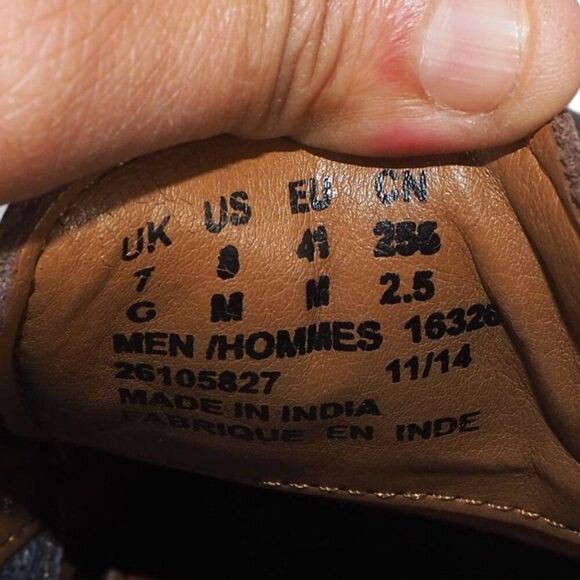 UK US EU CN
7 8 41 255
G M M 2.5
MEN /HOMMES 16326
26105827 11/14
MADE IN INDIA
FABRIQUE EN INDE